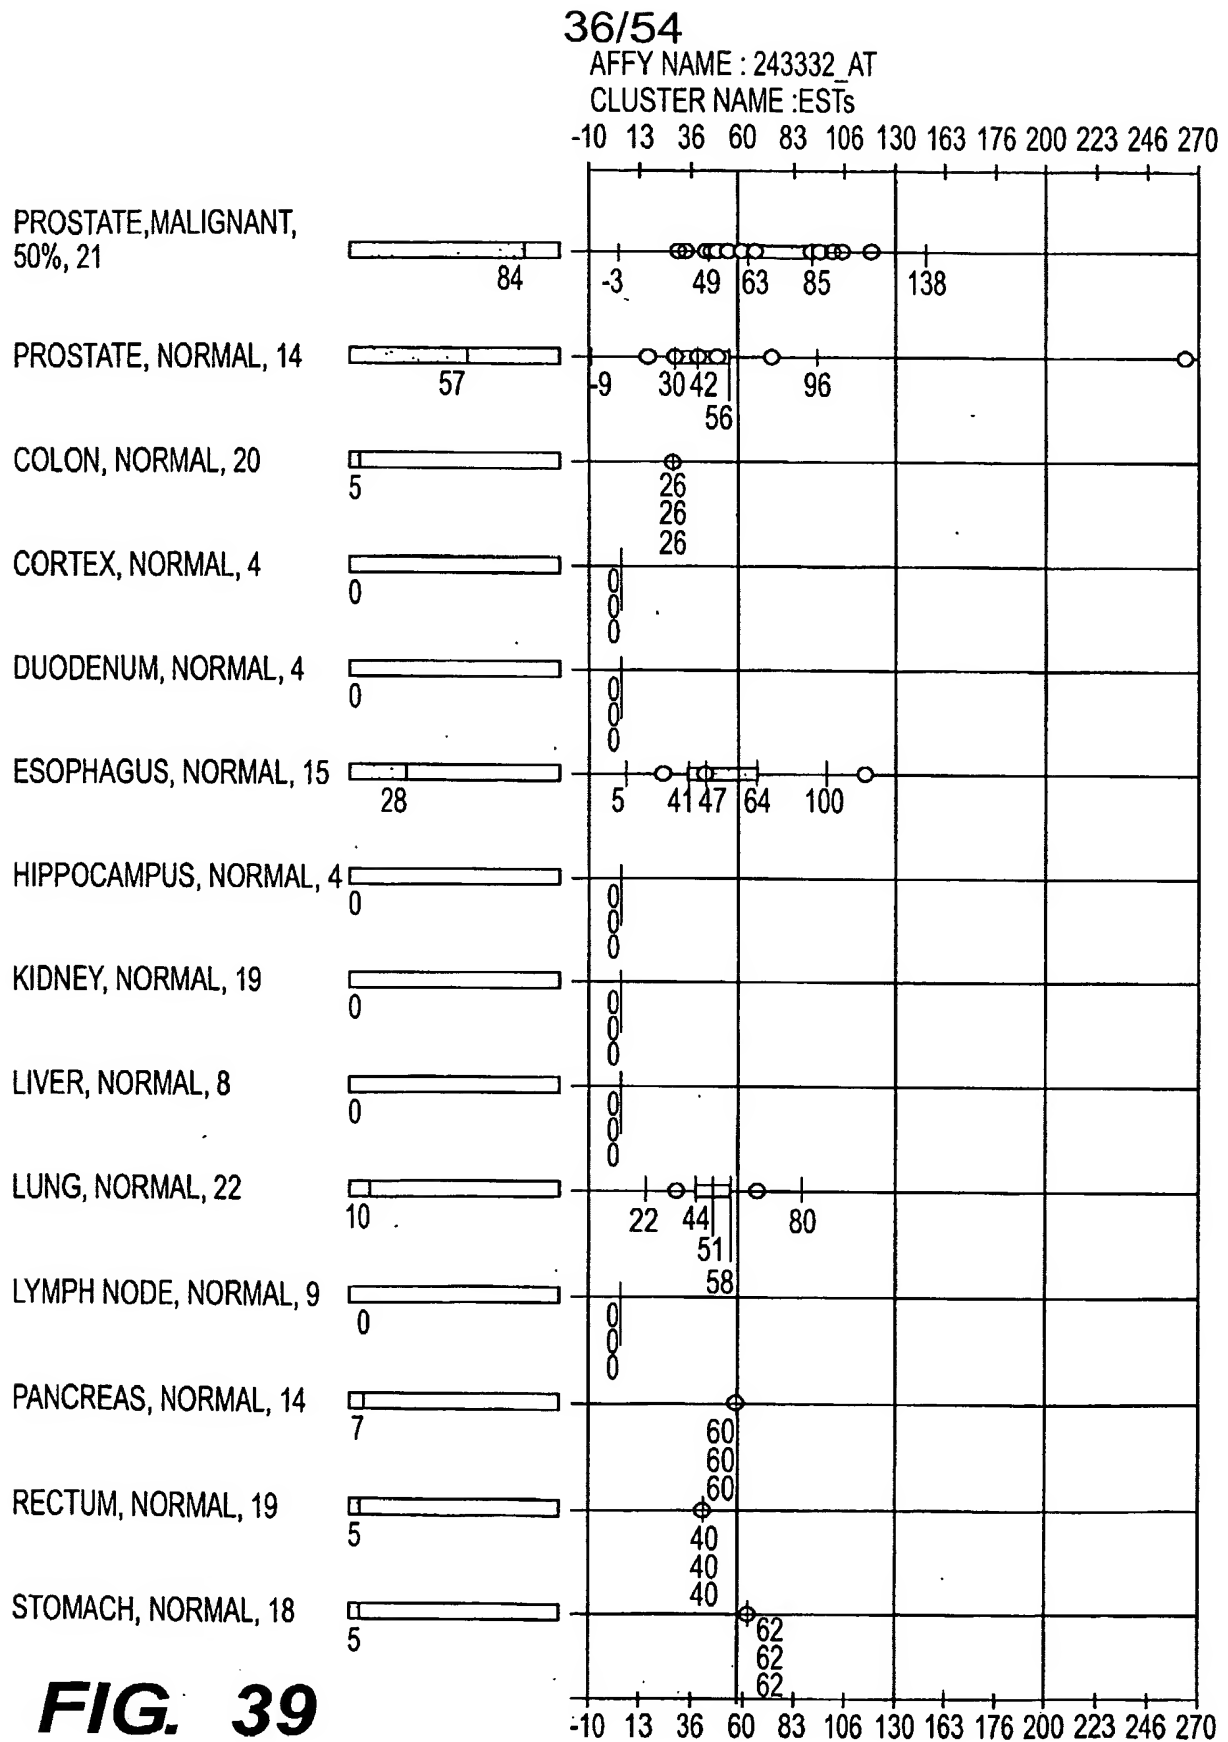 36/54
AFFY NAME : 243332_AT
CLUSTER NAME :ESTs
-10 13 36 60 83 106 130 163 176 200 223 246 270
PROSTATE,MALIGNANT,
50%, 21
84
-3 49 63 85 138
PROSTATE, NORMAL, 14
57
-9 30 42 96
56
COLON, NORMAL, 20
5
26
26
26
CORTEX, NORMAL, 4
0
0
0
0
DUODENUM, NORMAL, 4
0
0
0
0
ESOPHAGUS, NORMAL, 15
28
5 41 47 64 100
HIPPOCAMPUS, NORMAL, 4
0
0
0
0
KIDNEY, NORMAL, 19
0
0
0
0
LIVER, NORMAL, 8
0
0
0
0
LUNG, NORMAL, 22
10
22 44 80
51
58
LYMPH NODE, NORMAL, 9
0
0
0
0
PANCREAS, NORMAL, 14
7
60
60
60
RECTUM, NORMAL, 19
5
40
40
40
STOMACH, NORMAL, 18
5
62
62
62
-10 13 36 60 83 106 130 163 176 200 223 246 270
FIG. 39